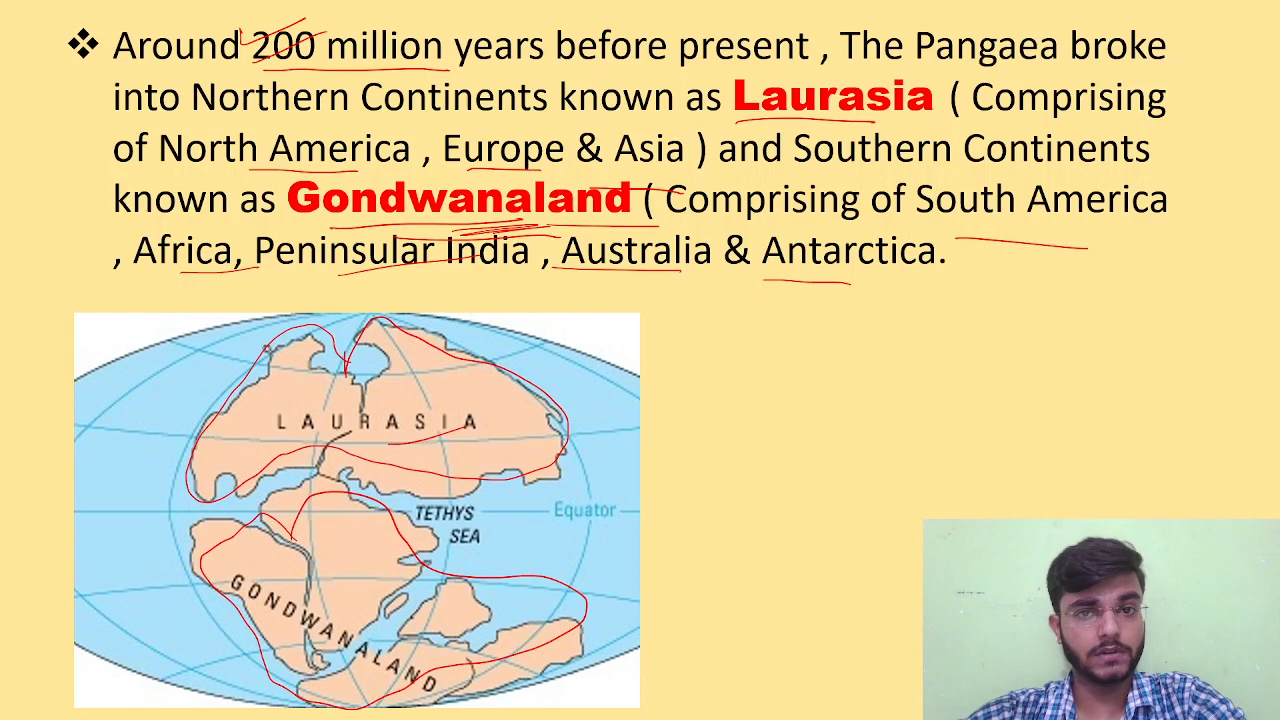 ❖ Around 200 million years before present , The Pangaea broke
into Northern Continents known as Laurasia ( Comprising
of North America , Europe & Asia ) and Southern Continents
known as Gondwanaland ( Comprising of South America
, Africa, Peninsular India , Australia & Antarctica.
LAURASIA
TETHYS
SEA
Equator
GONDWANALAND